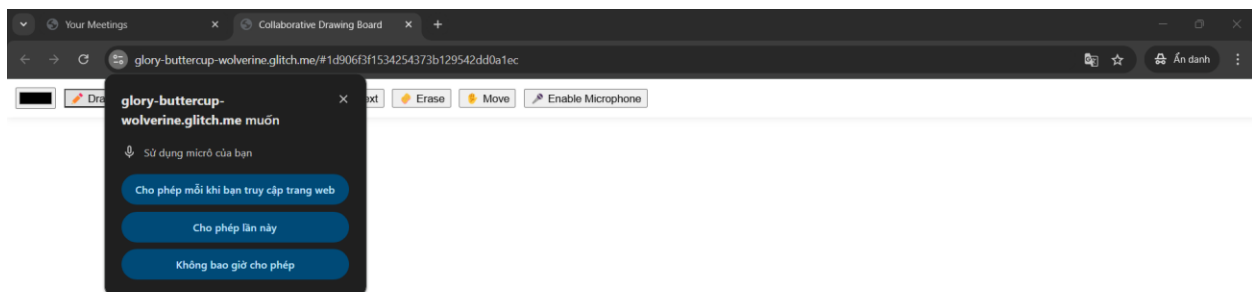 Your Meetings
Collaborative Drawing Board
glory-buttercup-wolverine.glitch.me/#1d906f3f1534254373b129542dd0a1ec
Ẩn danh
Dra
ext
Erase
Move
Enable Microphone
glory-buttercup-
wolverine.glitch.me muốn
Sử dụng micrô của bạn
Cho phép mỗi khi bạn truy cập trang web
Cho phép lần này
Không bao giờ cho phép